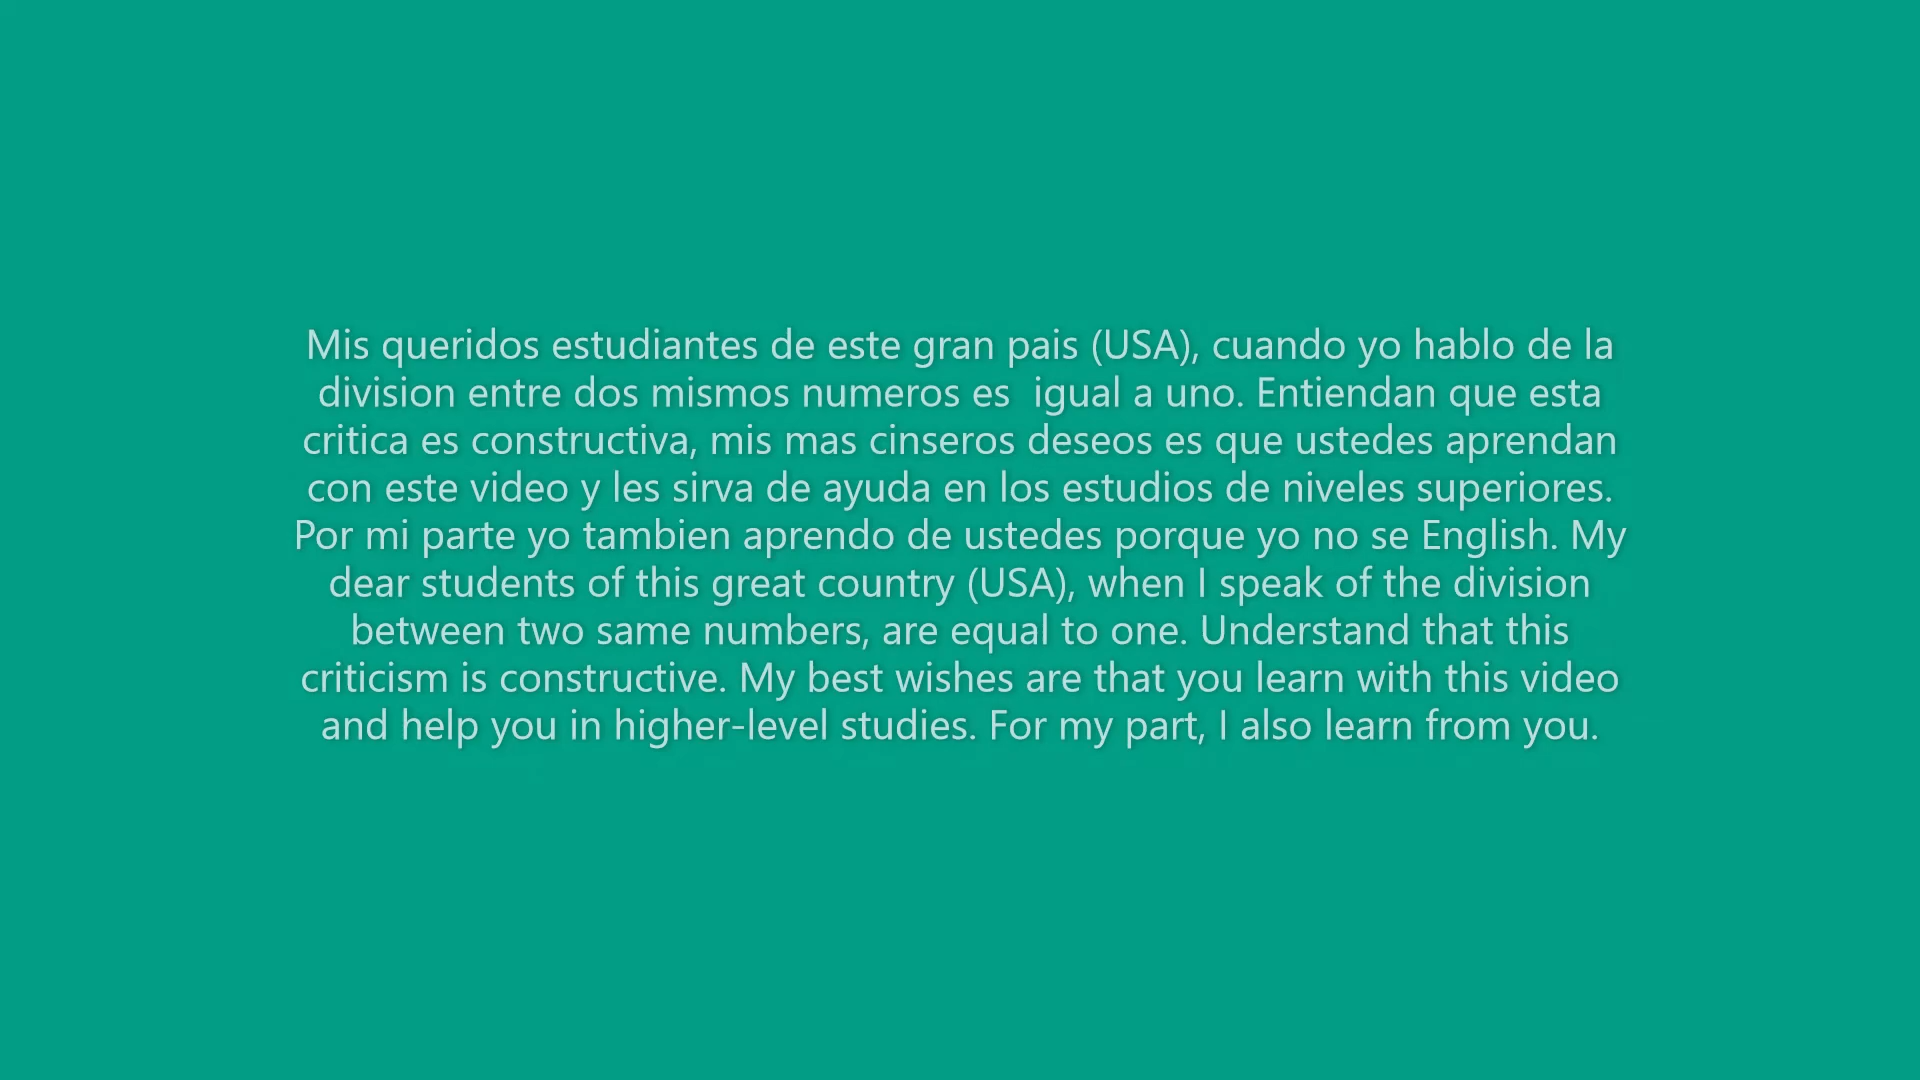 Mis queridos estudiantes de este gran pais (USA), cuando yo hablo de la
division entre dos mismos numeros es  igual a uno. Entiendan que esta
critica es constructiva, mis mas cinseros deseos es que ustedes aprendan
con este video y les sirva de ayuda en los estudios de niveles superiores.
Por mi parte yo tambien aprendo de ustedes porque yo no se English. My
dear students of this great country (USA), when I speak of the division
between two same numbers, are equal to one. Understand that this
criticism is constructive. My best wishes are that you learn with this video
and help you in higher-level studies. For my part, I also learn from you.